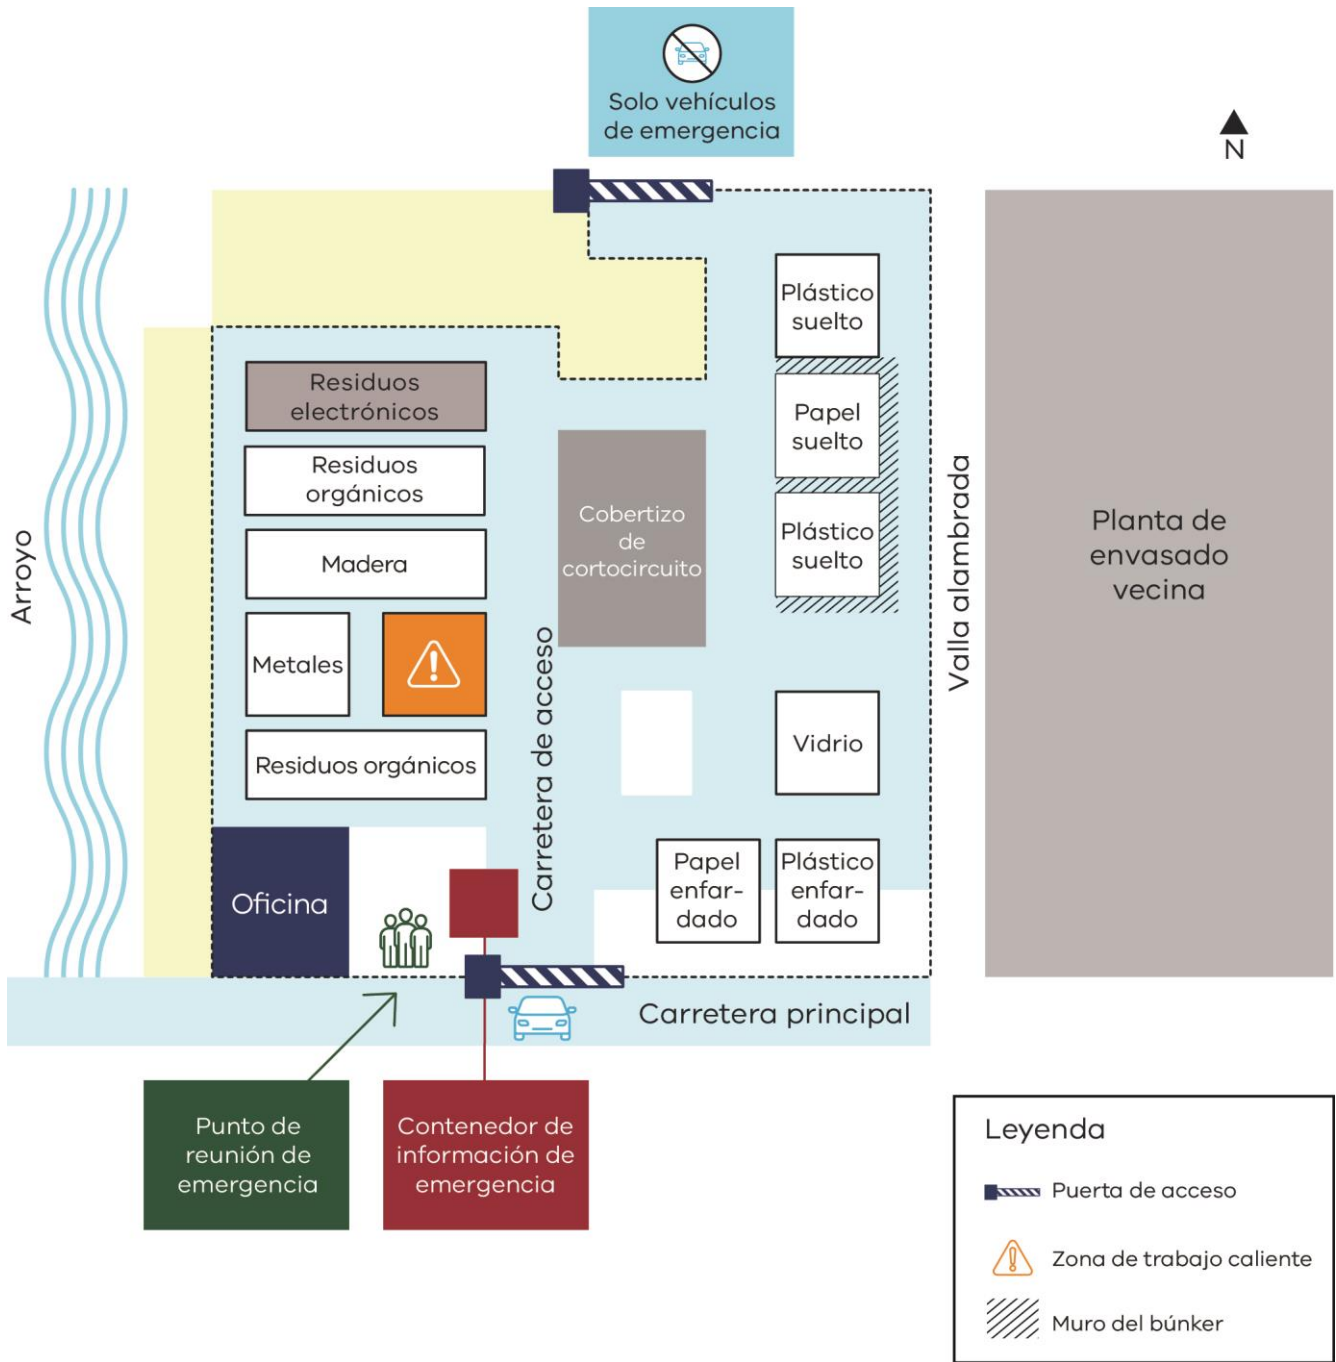 Solo vehículos
de emergencia
N
Plástico
suelto
Residuos
electrónicos
Papel
suelto
Residuos
orgánicos
Cobertizo
de
cortocircuito
Plástico
suelto
Madera
Arroyo
Metales
Carretera de acceso
Valla alambrada
Planta de
envasado
vecina
Vidrio
Residuos orgánicos
Oficina
Papel
enfar-
dado
Plástico
enfar-
dado
Carretera principal
Punto de
reunión de
emergencia
Contenedor de
información de
emergencia
Leyenda
Puerta de acceso
Zona de trabajo caliente
Muro del búnker